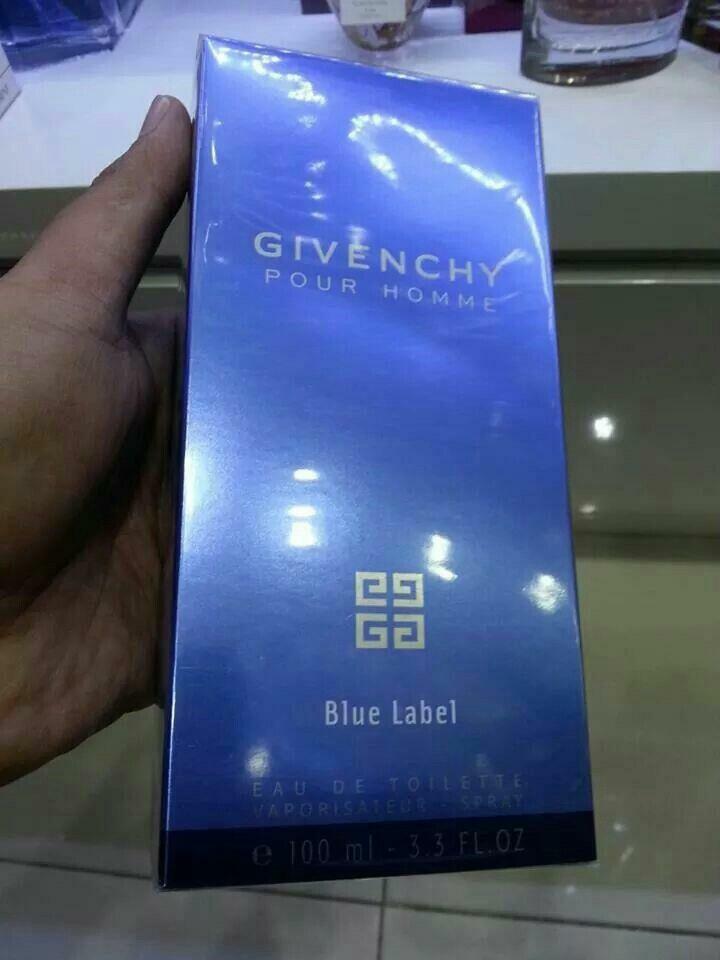 GIVENCHY
POUR HOMME
Blue Label
EAU DE TOILETTE
VAPORISATEUR - SPRAY
e 100 ml - 3.3 FL.OZ